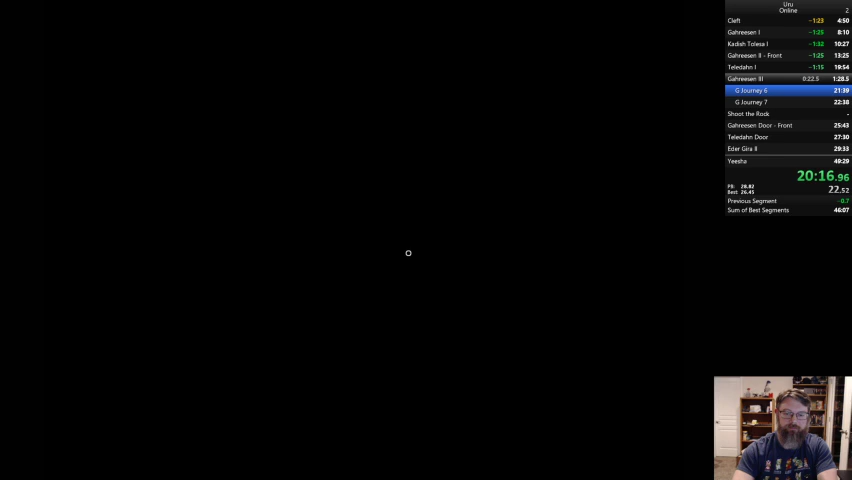 Uru
Online 2
Cleft −1:23 4:50
Gahreesen I −1:25 8:10
Kadish Tolesa I −1:32 10:27
Gahreesen II - Front −1:25 13:25
Teledahn I −1:15 19:54
Gahreesen III 0:22.5 1:28.5
G Journey 6 21:39
G Journey 7 22:38
Shoot the Rock -
Gahreesen Door - Front 25:43
Teledahn Door 27:30
Eder Gira II 29:33
Yeesha 49:29
20:16.96
PB: 28.82
Best: 26.45 22.52
Previous Segment −0.7
Sum of Best Segments 46:07